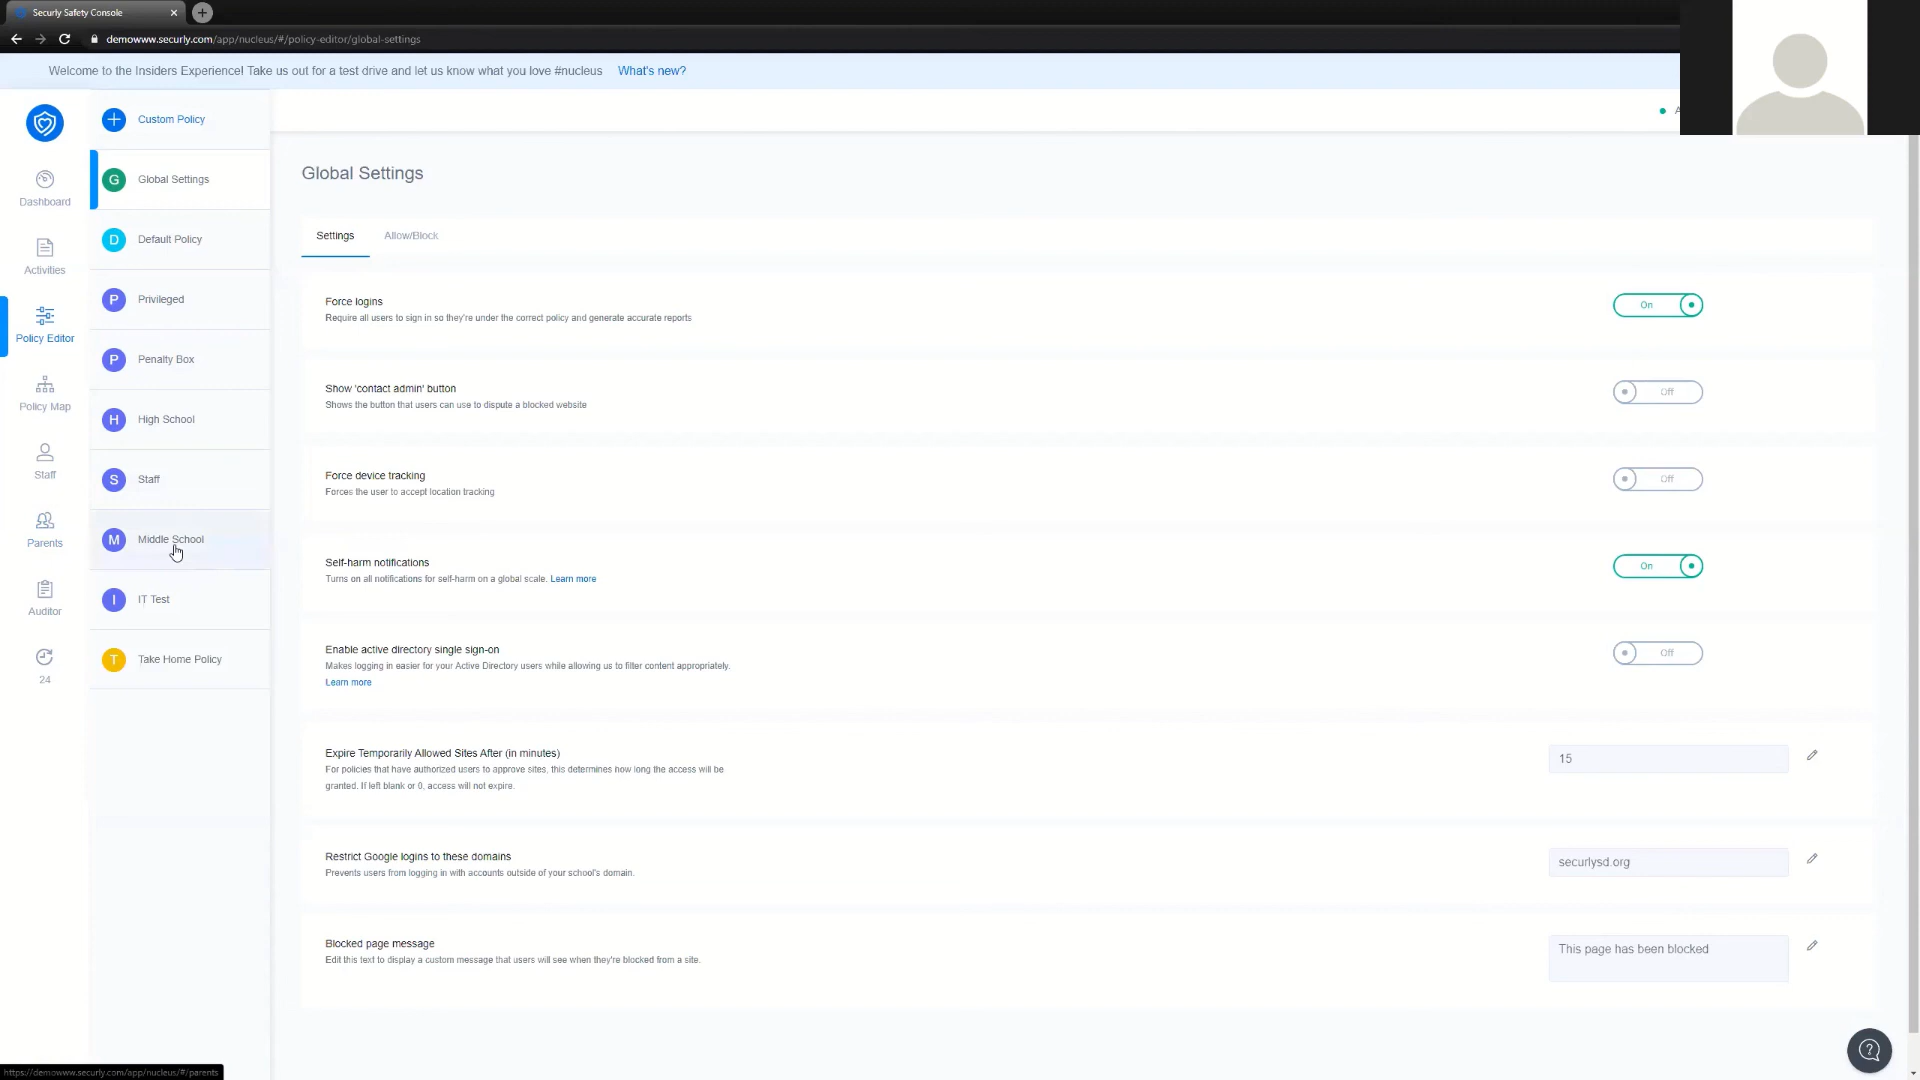 Securly Safety Console
demowww.securly.com/app/nucleus/#/policy-editor/global-settings
Welcome to the Insiders Experience! Take us out for a test drive and let us know what you love #nucleus What's new?
Custom Policy
Global Settings
Default Policy
Privileged
Penalty Box
High School
Staff
Middle School
IT Test
Take Home Policy
G
D
P
P
H
S
M
I
T
Dashboard
Activities
Policy Editor
Policy Map
Staff
Parents
Auditor
24
Global Settings
Settings
Allow/Block
Force logins
Require all users to sign in so they're under the correct policy and generate accurate reports
On
Show 'contact admin' button
Shows the button that users can use to dispute a blocked website
Off
Force device tracking
Forces the user to accept location tracking
Off
Self-harm notifications
Turns on all notifications for self-harm on a global scale. Learn more
On
Enable active directory single sign-on
Makes logging in easier for your Active Directory users while allowing us to filter content appropriately.
Learn more
Off
Expire Temporarily Allowed Sites After (in minutes)
For policies that have authorized users to approve sites, this determines how long the access will be
granted. If left blank or 0, access will not expire.
15
Restrict Google logins to these domains
Prevents users from logging in with accounts outside of your school's domain.
securlysd.org
Blocked page message
Edit this text to display a custom message that users will see when they're blocked from a site.
This page has been blocked
https://demowww.securly.com/app/nucleus/#/parents